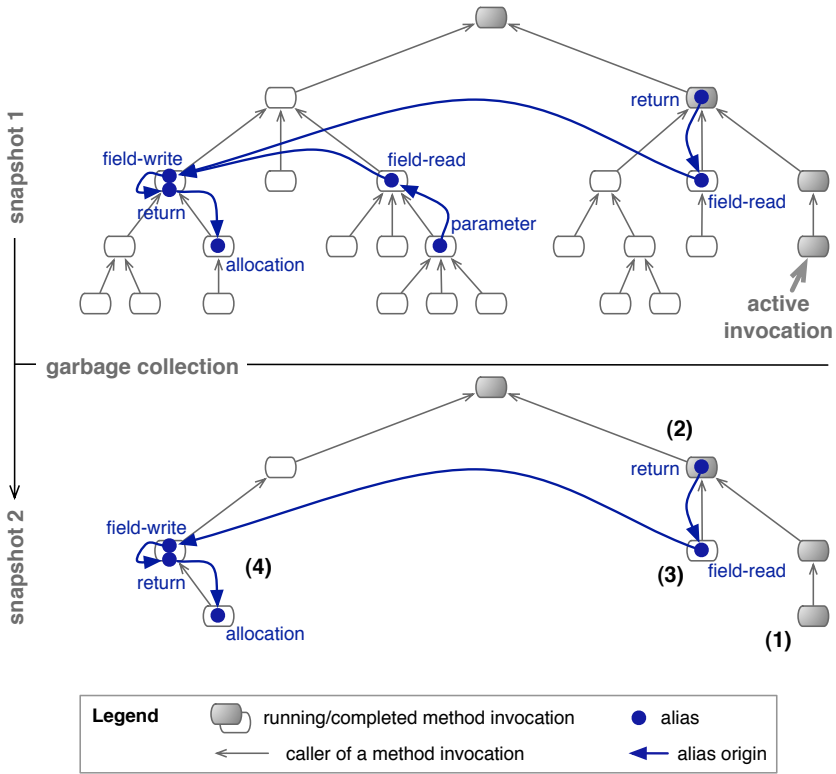 snapshot 1
return
field-write
field-read
return
field-read
parameter
allocation
active
invocation
garbage collection
snapshot 2
(2)
return
field-write
(4)
return
(3)
field-read
allocation
(1)
Legend
running/completed method invocation
alias
caller of a method invocation
alias origin